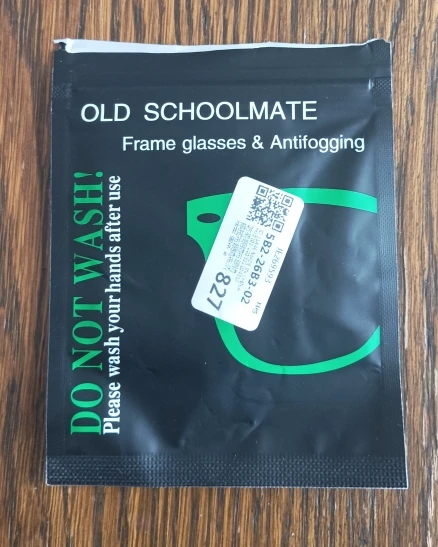 OLD SCHOOLMATE
Frame glasses & Antifogging
DO NOT WASH!
Please wash your hands after use
5B2-26B3-02
827